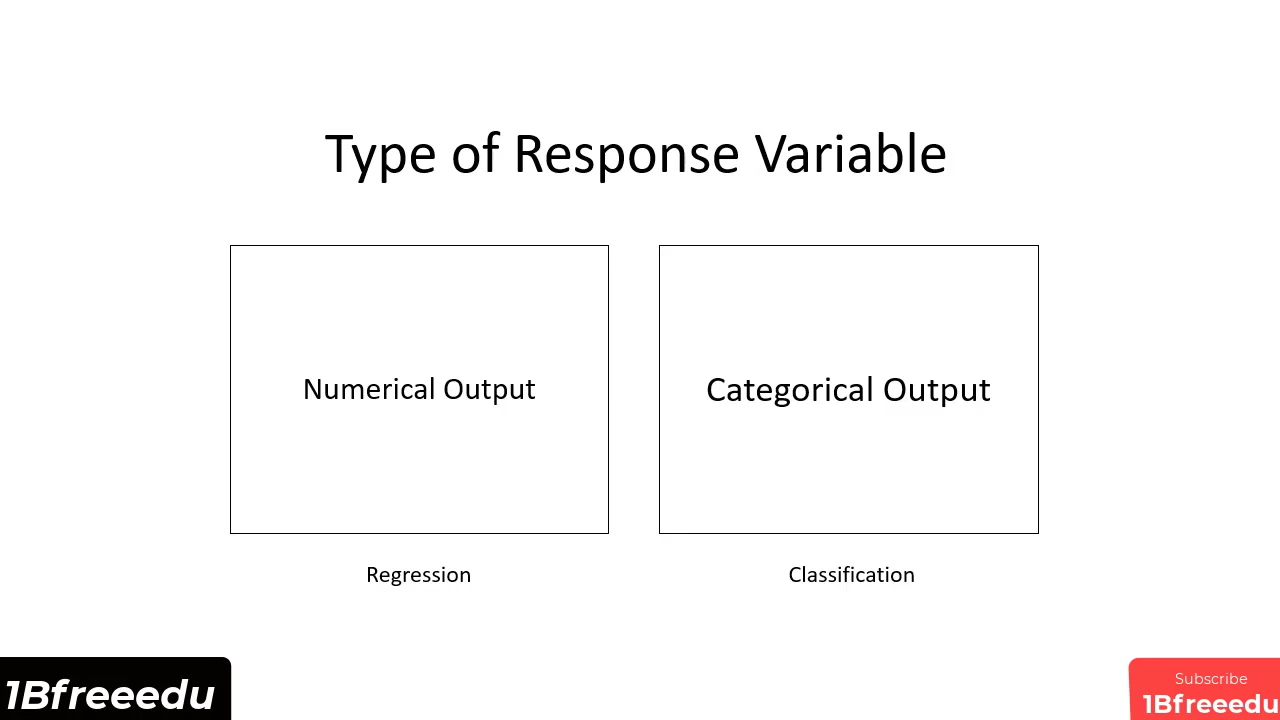 Type of Response Variable
Numerical Output
Categorical Output
Regression
Classification
1Bfreeedu
Subscribe
1Bfreeedu